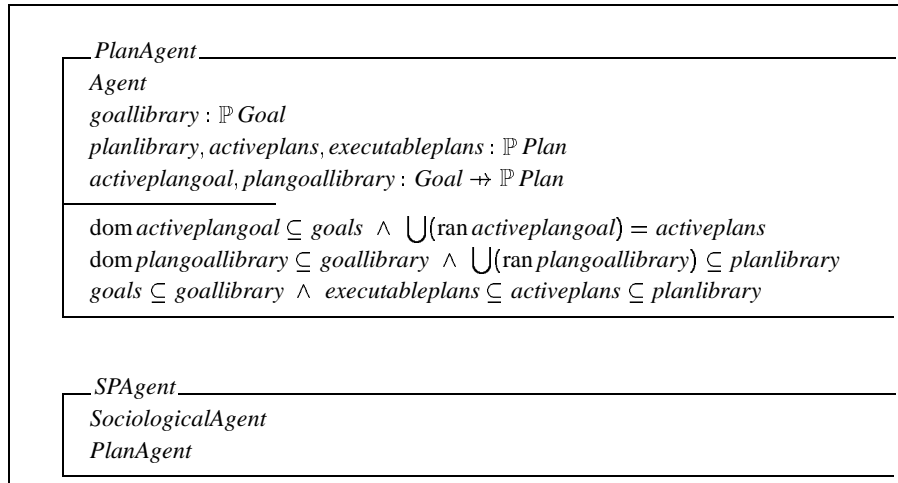 PlanAgent
Agent
goallibrary : ℙ Goal
planlibrary, activeplans, executableplans : ℙ Plan
activeplangoal, plangoallibrary : Goal ⇸ ℙ Plan
dom activeplangoal ⊆ goals ∧ ⋃(ran activeplangoal) = activeplans
dom plangoallibrary ⊆ goallibrary ∧ ⋃(ran plangoallibrary) ⊆ planlibrary
goals ⊆ goallibrary ∧ executableplans ⊆ activeplans ⊆ planlibrary
SPAgent
SociologicalAgent
PlanAgent